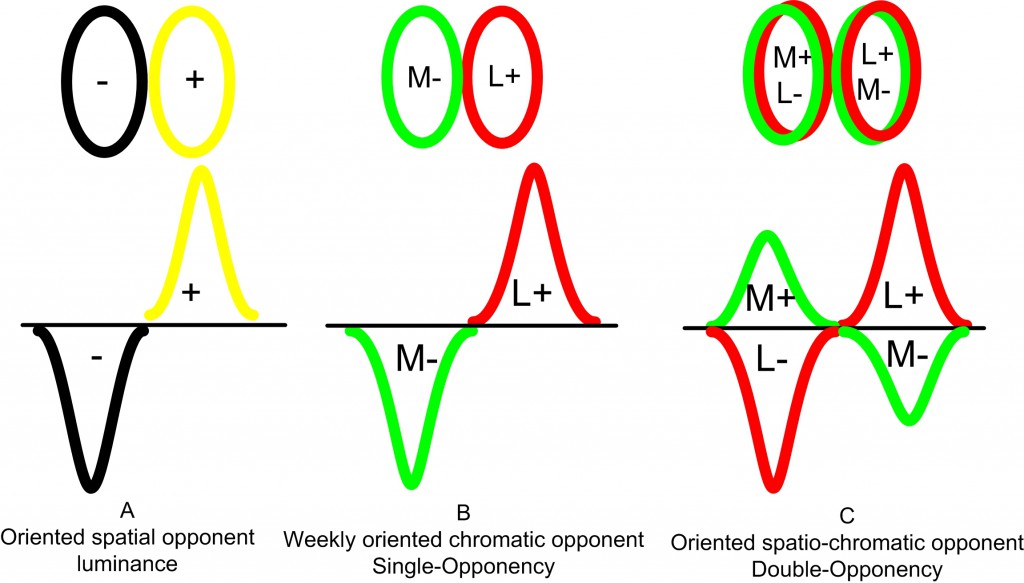 -
+
M-
L+
M+
L-
L+
M-
+
-
L+
M-
M+
L-
L+
M-
A
Oriented spatial opponent
luminance
B
Weekly oriented chromatic opponent
Single-Opponency
C
Oriented spatio-chromatic opponent
Double-Opponency